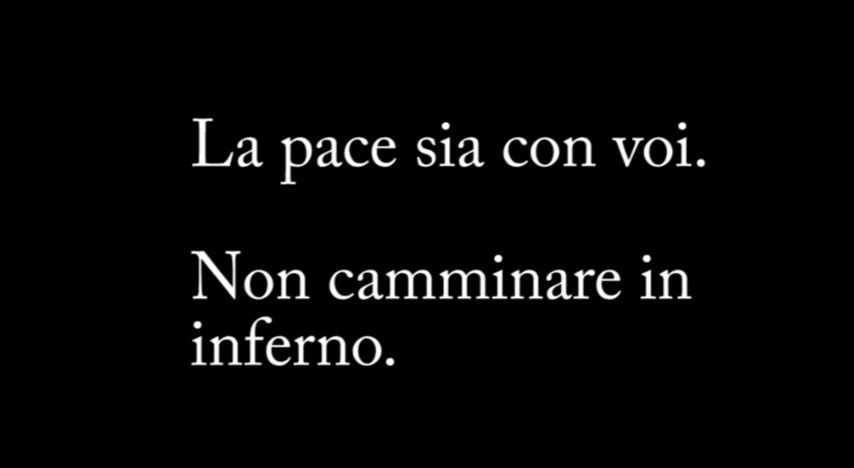 La pace sia con voi.
Non camminare in
inferno.